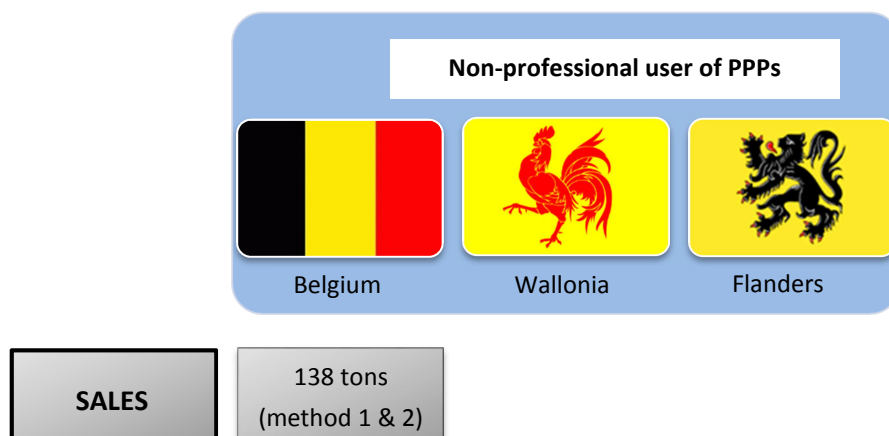 Non-professional user of PPPs
Belgium
Wallonia
Flanders
SALES
138 tons
(method 1 & 2)